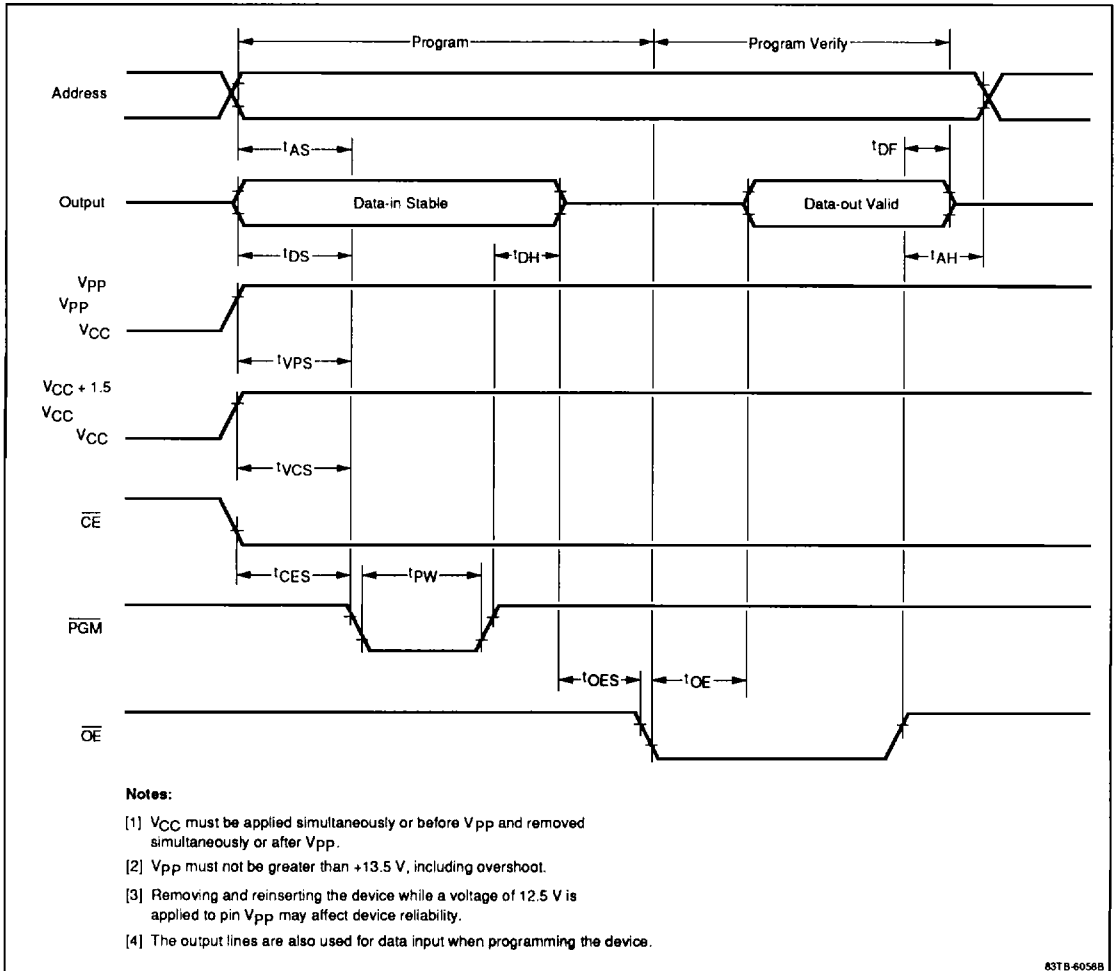 Program
Program Verify
Address
tAS
tDF
Output
Data-in Stable
Data-out Valid
tDS
tDH
tAH
VPP
VPP
VCC
tVPS
VCC + 1.5
VCC
VCC
tVCS
CE
tCES
tPW
PGM
tOES
tOE
OE
Notes:
[1] VCC must be applied simultaneously or before VPP and removed
simultaneously or after VPP.
[2] VPP must not be greater than +13.5 V, including overshoot.
[3] Removing and reinserting the device while a voltage of 12.5 V is
applied to pin VPP may affect device reliability.
[4] The output lines are also used for data input when programming the device.
83TB-6056B